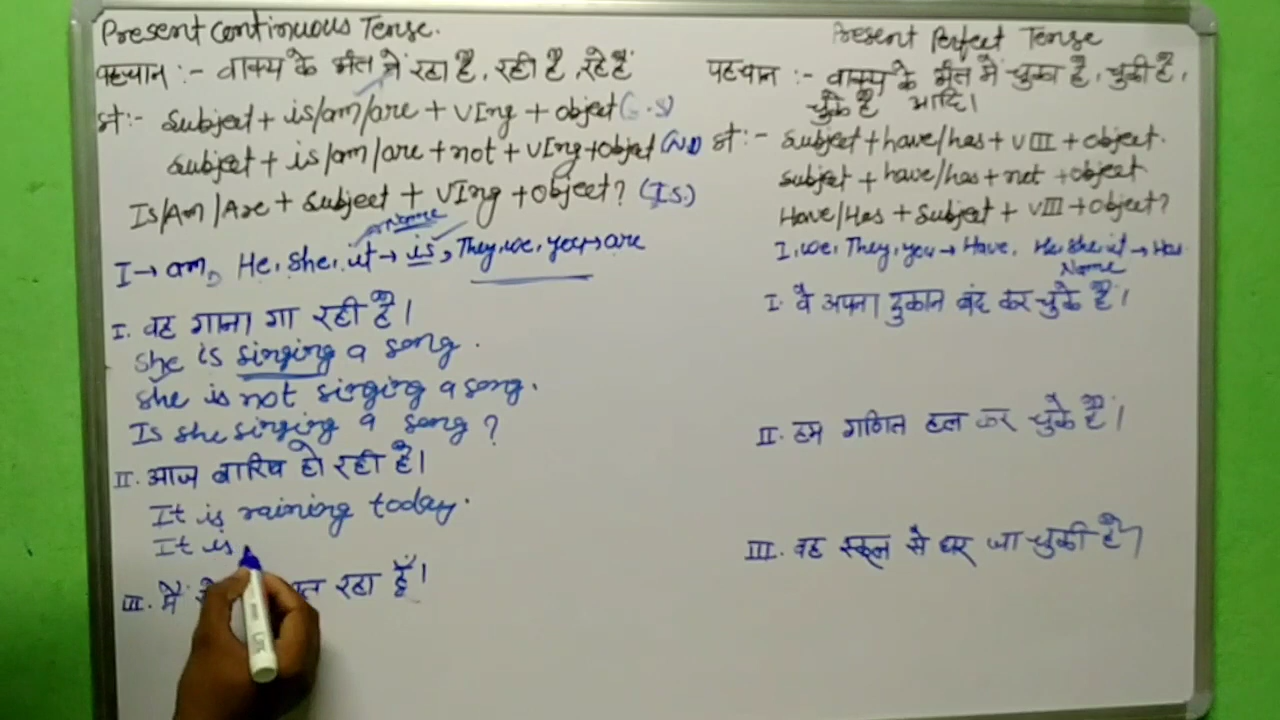 Present Continuous Tense.
पहचान :- वाक्य के अंत में रहा है, रही है, रहे हैं
st:- Subject + is/am/are + VIng + object
Subject + is/am/are + not + VIng + Object
Is/Am/Are + Subject + VIng + Object? (IS.)
Name
I → am, He, She, it → is, They, we, you → are
I. वह गाना गा रही है।
She is singing a song.
She is not singing a song.
Is she singing a song?
II. आज बारिष हो रही है।
It is raining today.
It is
III. मैं रहा हूँ।
Present Perfect Tense
पहचान :- वाक्य के अंत में चुका है, चुकी है,
चुके है आदि।
st:- Subject + have/has + VIII + object.
Subject + have/has + not + object
Have/Has + Subject + VIII + Object?
I, we, They, you → Have, He, she, it → Has
Name
I. वे अपना दुकान बंद कर चुके हैं।
II. हम गणित हल कर चुके हैं।
III. वह स्कूल से घर जा चुकी है